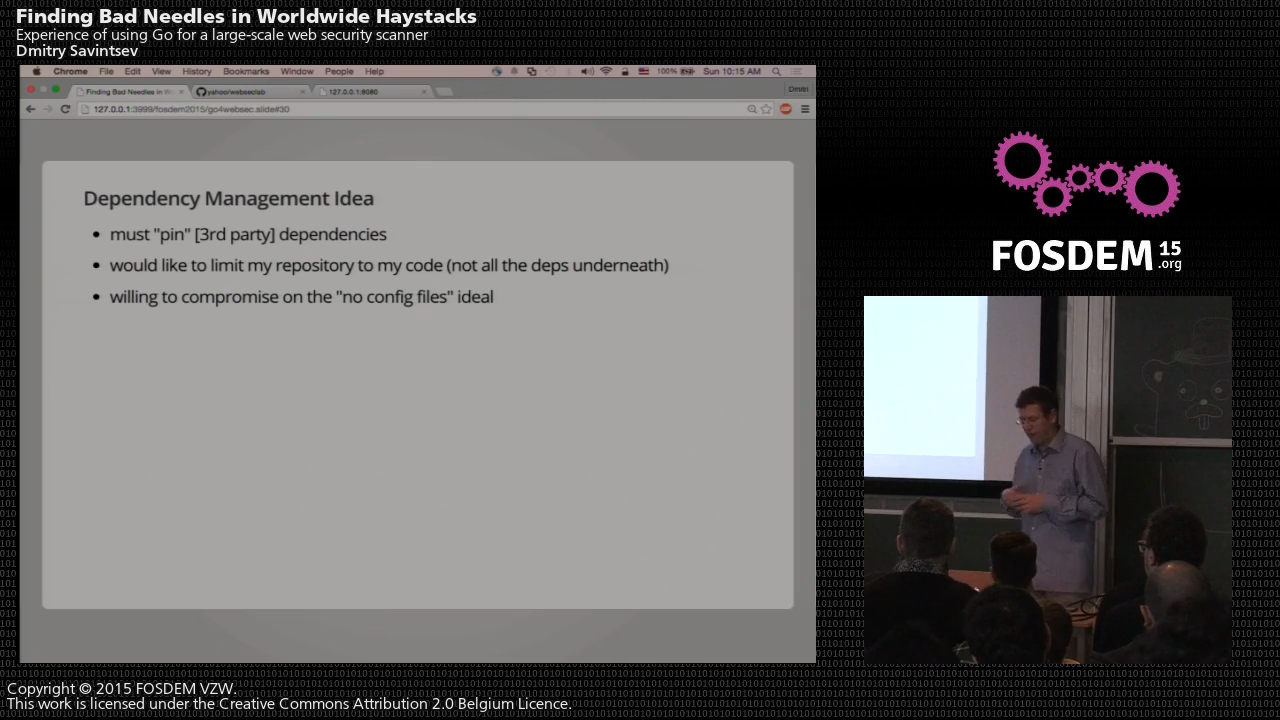 Finding Bad Needles in Worldwide Haystacks
Experience of using Go for a large-scale web security scanner
Dmitry Savintsev
Chrome File Edit View History Bookmarks Window People Help 100% Sun 10:15 AM
Finding Bad Needles in Wo yahoo/webseclab 127.0.0.1:8080 Dmitri
127.0.0.1:3999/fosdem2015/go4websec.slide#30
Dependency Management Idea
• must "pin" [3rd party] dependencies
• would like to limit my repository to my code (not all the deps underneath)
• willing to compromise on the "no config files" ideal
FOSDEM 15
.org
Copyright © 2015 FOSDEM VZW.
This work is licensed under the Creative Commons Attribution 2.0 Belgium Licence.